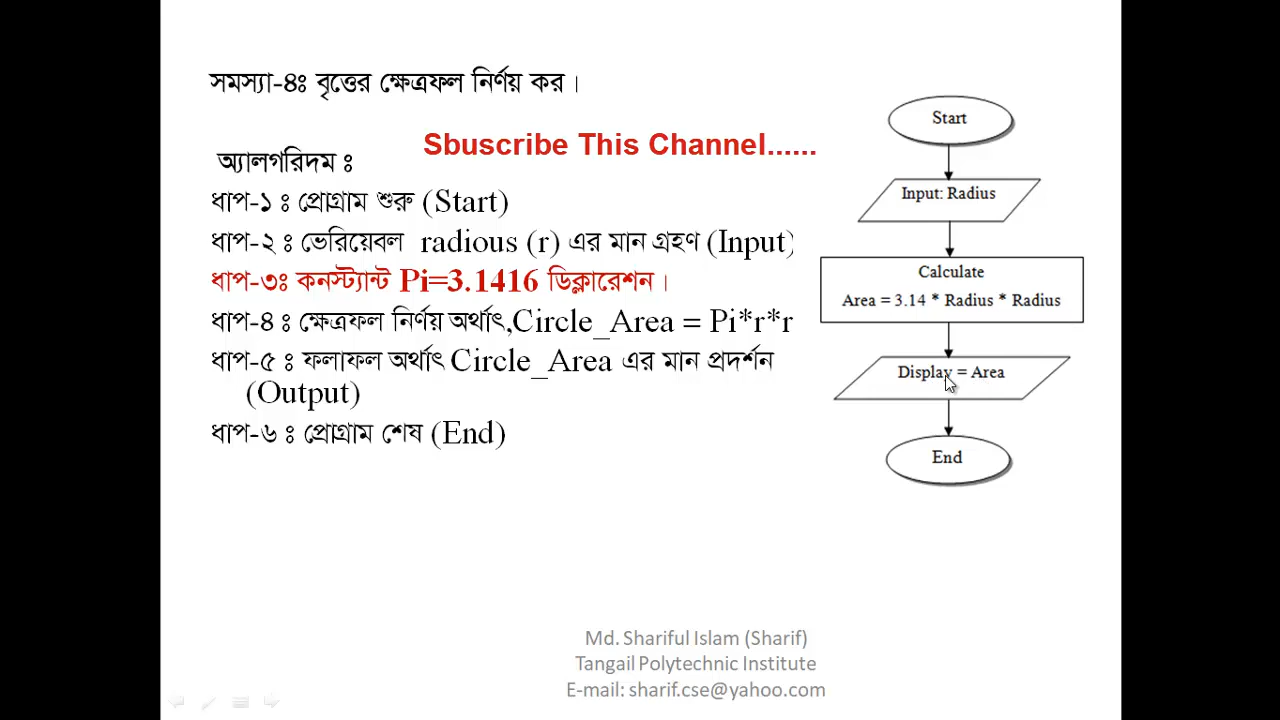 সমস্যা-৪ঃ বৃত্তের ক্ষেত্রফল নির্ণয় কর।
Sbuscribe This Channel......
অ্যালগরিদম ঃ
ধাপ-১ ঃ প্রোগ্রাম শুরু (Start)
ধাপ-২ ঃ ভেরিয়েবল radious (r) এর মান গ্রহণ (Input)
ধাপ-৩ঃ কনস্ট্যান্ট Pi=3.1416 ডিক্লারেশন।
ধাপ-৪ ঃ ক্ষেত্রফল নির্ণয় অর্থাৎ,Circle_Area = Pi*r*r
ধাপ-৫ ঃ ফলাফল অর্থাৎ Circle_Area এর মান প্রদর্শন
(Output)
ধাপ-৬ ঃ প্রোগ্রাম শেষ (End)
Start
Input: Radius
Calculate
Area = 3.14 * Radius * Radius
Display = Area
End
Md. Shariful Islam (Sharif)
Tangail Polytechnic Institute
E-mail: sharif.cse@yahoo.com